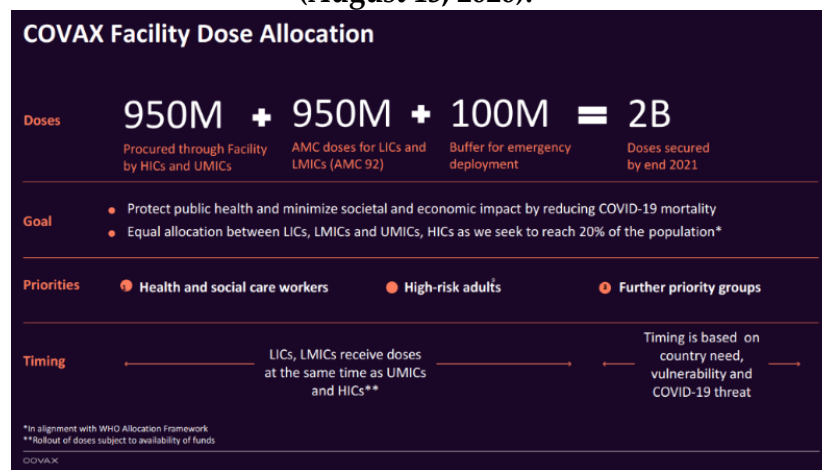 (August 13, 2020).
COVAX Facility Dose Allocation
Doses
950M + 950M + 100M = 2B
Procured through Facility
by HICs and UMICs
AMC doses for LICs and
LMICs (AMC 92)
Buffer for emergency
deployment
Doses secured
by end 2021
Goal
• Protect public health and minimize societal and economic impact by reducing COVID-19 mortality
• Equal allocation between LICs, LMICs and UMICs, HICs as we seek to reach 20% of the population*
Priorities
1 Health and social care workers
2 High-risk adults
3 Further priority groups
Timing
LICs, LMICs receive doses
at the same time as UMICs
and HICs**
Timing is based on
country need,
vulnerability and
COVID-19 threat
*In alignment with WHO Allocation Framework
**Rollout of doses subject to availability of funds
COVAX